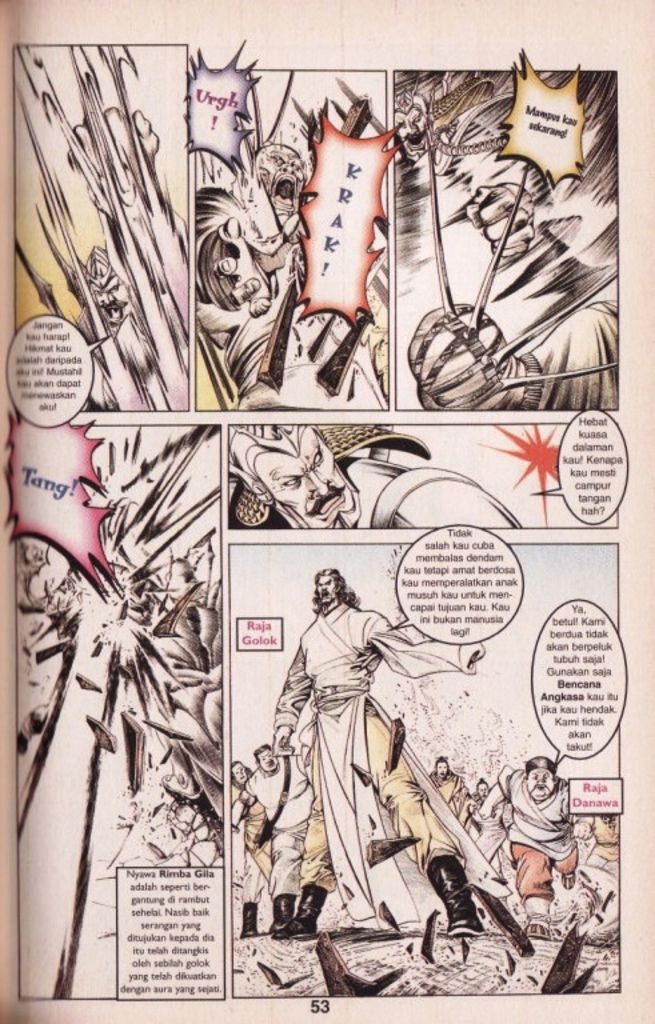 Jangan
kau harap!
Hikmat kau
adalah daripada
aku ini! Mustahil
kau akan dapat
menewaskan
aku!
Urgh
!
KRAK!
Mampus kau
sekarang!
Tang!
Hebat
kuasa
dalaman
kau! Kenapa
kau mesti
campur
tangan
hah?
Raja
Golok
Tidak
salah kau cuba
membalas dendam
kau tetapi amat berdosa
kau memperalatkan anak
musuh kau untuk men-
capai tujuan kau. Kau
ini bukan manusia
lagi!
Ya,
betul! Kami
berdua tidak
akan berpeluk
tubuh saja!
Gunakan saja
Bencana
Angkasa kau itu
jika kau hendak.
Kami tidak
akan
takut!
Raja
Danawa
Nyawa Rimba Gila
adalah seperti ber-
gantung di rambut
sehelai. Nasib baik
serangan yang
ditujukan kepada dia
itu telah ditangkis
oleh sebilah golok
yang telah dikuatkan
dengan aura yang sejati.
53